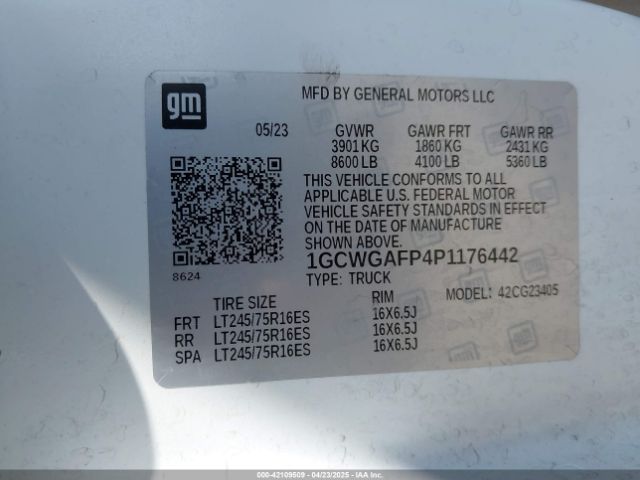 gm
MFD BY GENERAL MOTORS LLC
05/23 GVWR GAWR FRT GAWR RR
3901 KG 1860 KG 2431 KG
8600 LB 4100 LB 5360 LB
THIS VEHICLE CONFORMS TO ALL
APPLICABLE U.S. FEDERAL MOTOR
VEHICLE SAFETY STANDARDS IN EFFECT
ON THE DATE OF MANUFACTURE
SHOWN ABOVE.
1GCWGAFP4P1176442
8624
TYPE: TRUCK MODEL: 42CG23405
TIRE SIZE RIM
FRT LT245/75R16ES 16X6.5J
RR LT245/75R16ES 16X6.5J
SPA LT245/75R16ES 16X6.5J
000-42109509 - 04/23/2025 - IAAI, Inc.